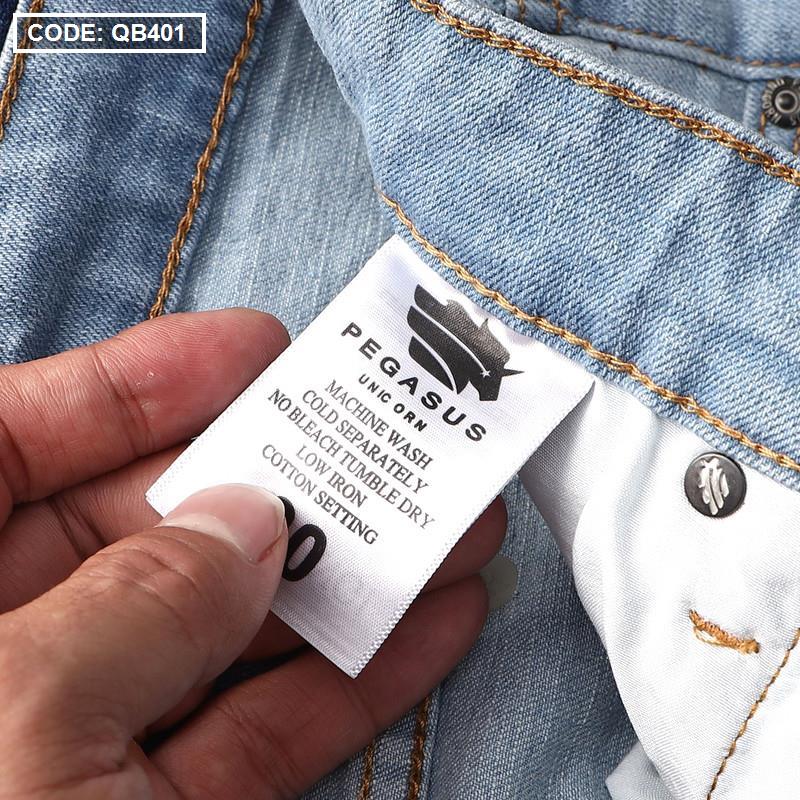 CODE: QB401
PEGASUS
UNICORN
MACHINE WASH
COLD SEPARATELY
NO BLEACH TUMBLE DRY
LOW IRON
COTTON SETTING